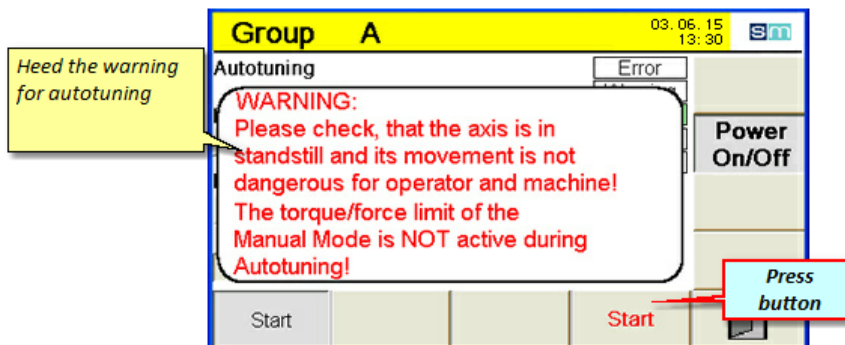 Group A
03. 06. 15
13: 30
sm
Heed the warning
for autotuning
Autotuning
Error
WARNING:
Please check, that the axis is in
standstill and its movement is not
dangerous for operator and machine!
The torque/force limit of the
Manual Mode is NOT active during
Autotuning!
Power
On/Off
Press
button
Start
Start